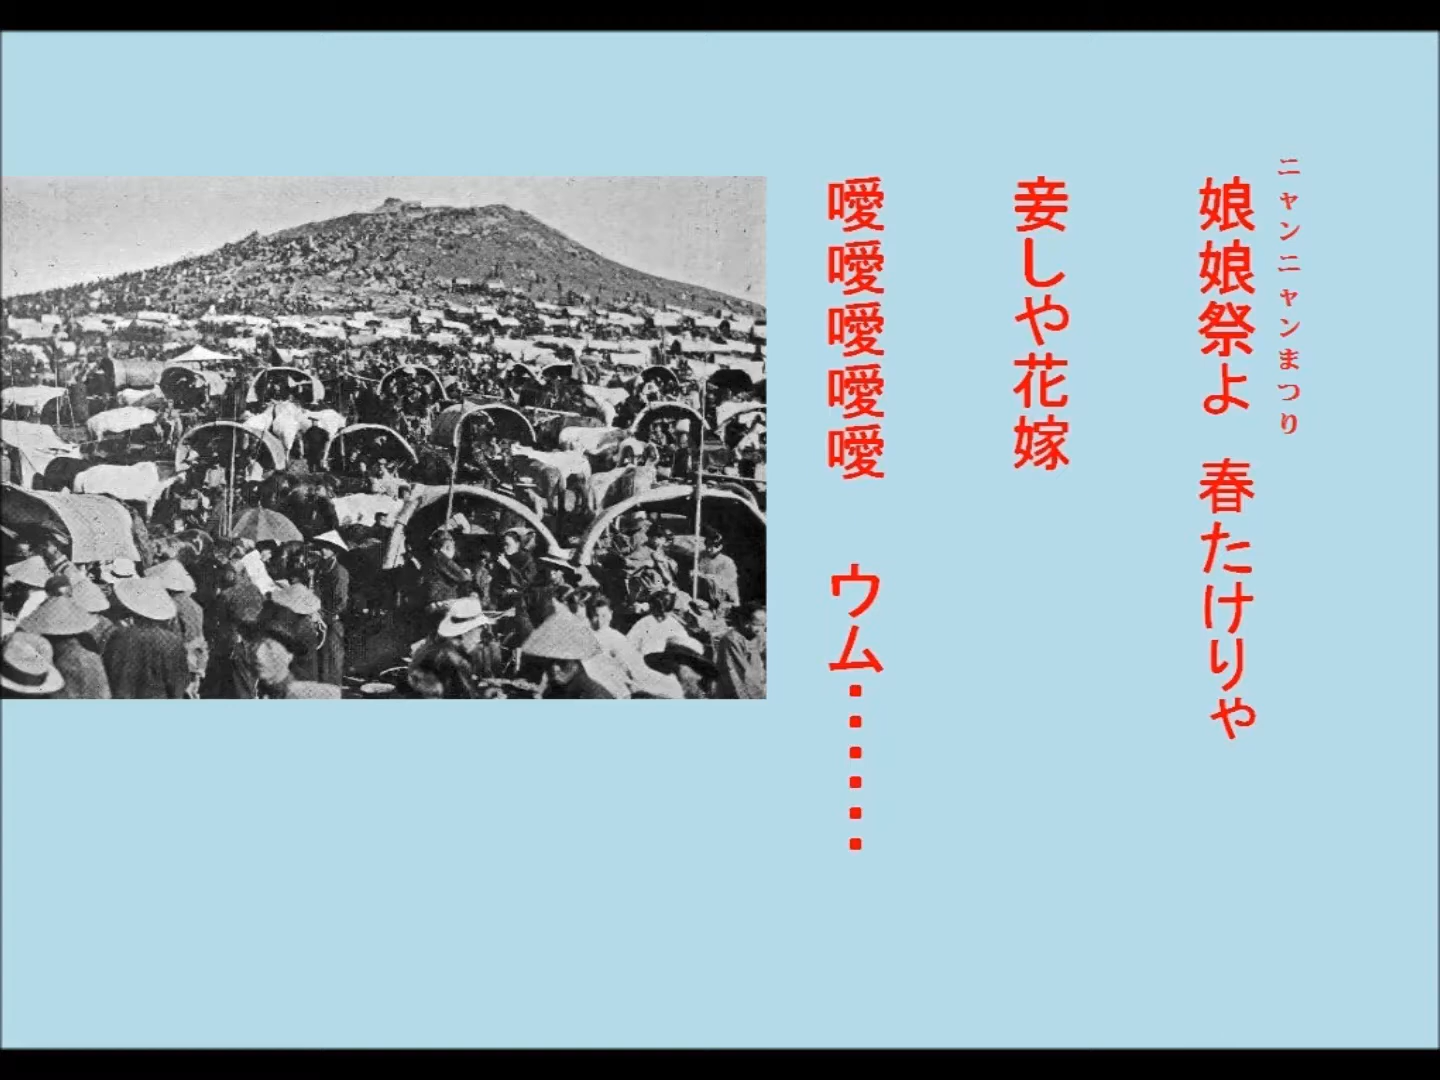 ニャンニャンまつり
娘娘祭よ　春たけりゃ
妾しや花嫁
噯噯噯噯噯　ウム・・・・・・